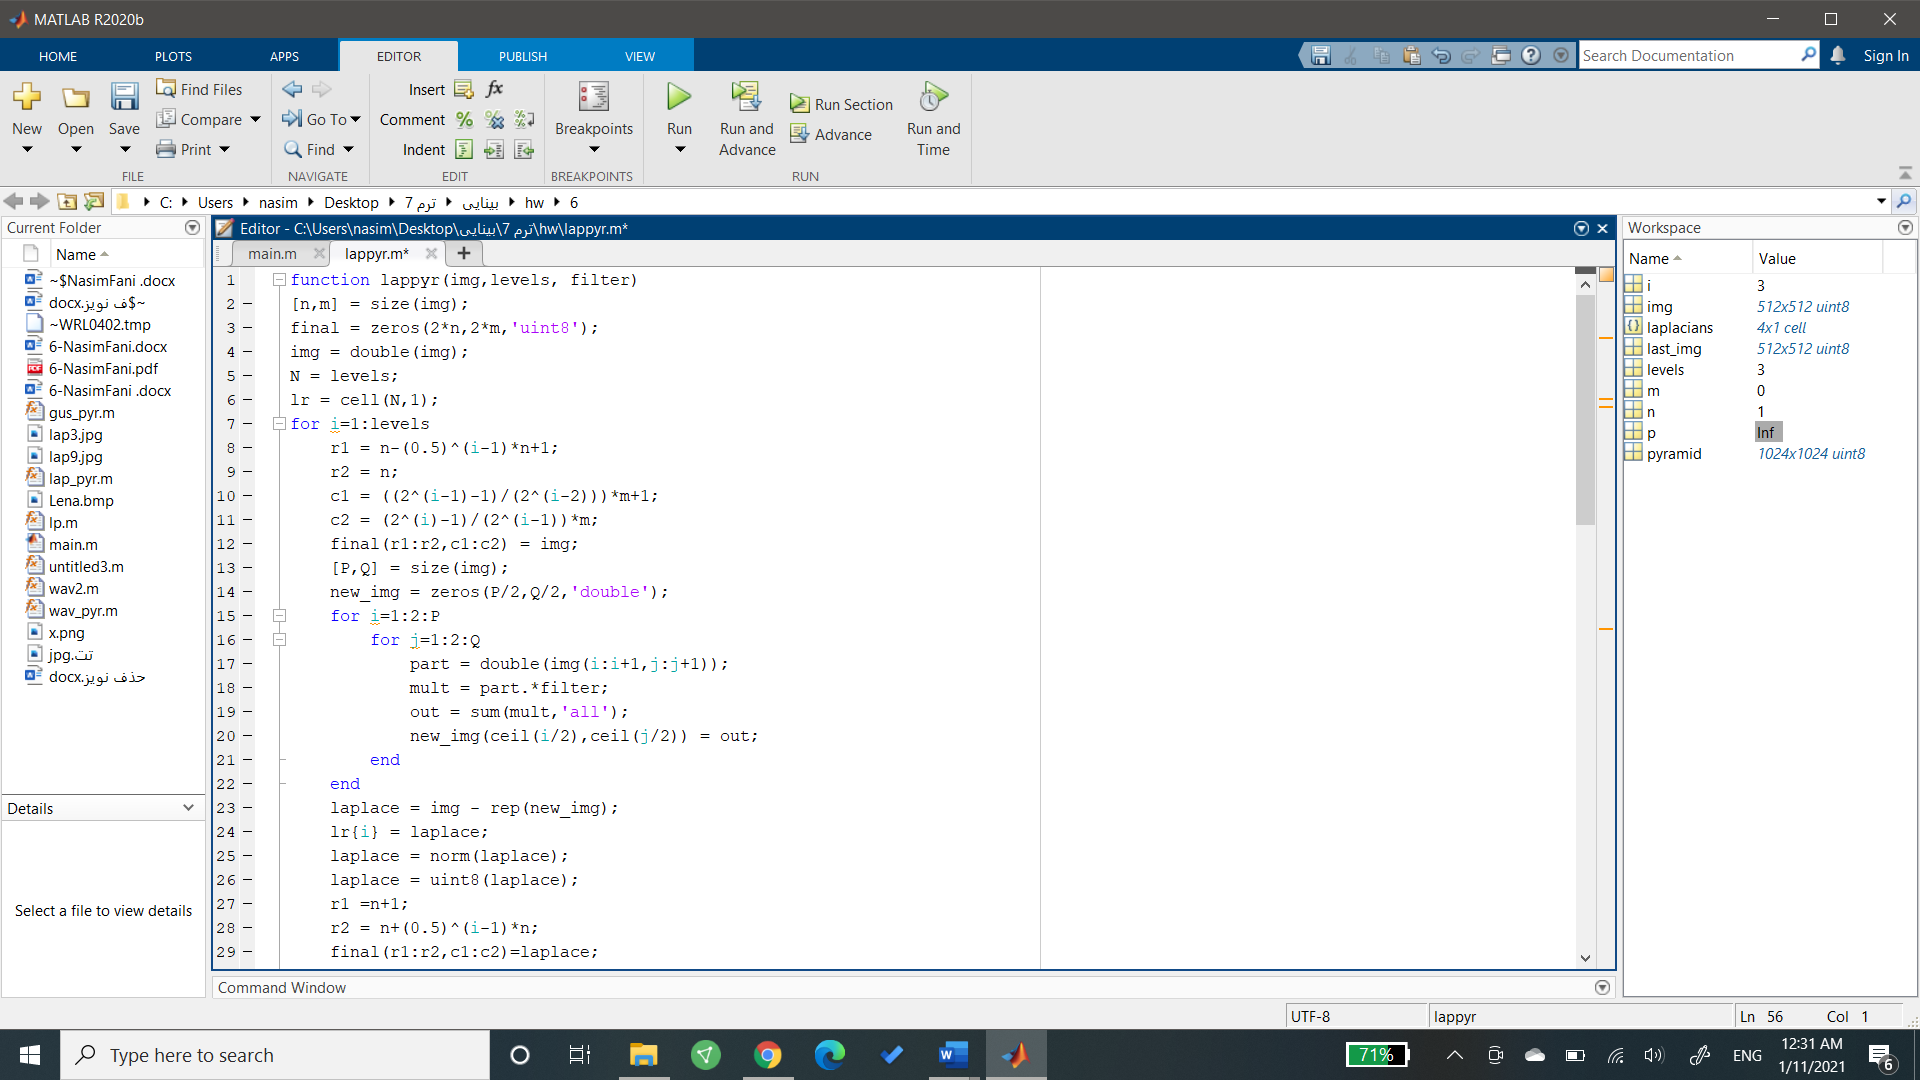 MATLAB R2020b
HOME PLOTS APPS EDITOR PUBLISH VIEW Search Documentation Sign In
New Open Save Find Files Compare Print Go To Find Insert fx Comment Indent Breakpoints Run Run and Advance Run Section Advance Run and Time
FILE NAVIGATE EDIT BREAKPOINTS RUN
C: Users nasim Desktop ترم 7 بینایی hw 6
Current Folder
Name
~$NasimFani .docx
~$ف نویز.docx
~WRL0402.tmp
6-NasimFani.docx
6-NasimFani.pdf
6-NasimFani .docx
gus_pyr.m
lap3.jpg
lap9.jpg
lap_pyr.m
Lena.bmp
lp.m
main.m
untitled3.m
wav2.m
wav_pyr.m
x.png
تت.jpg
حذف نویز.docx
Details
Select a file to view details
Editor - C:\Users\nasim\Desktop\ترم 7\بینایی\hw\lappyr.m*
main.m lappyr.m* +
1 function lappyr(img,levels, filter)
2 [n,m] = size(img);
3 final = zeros(2*n,2*m,'uint8');
4 img = double(img);
5 N = levels;
6 lr = cell(N,1);
7 for i=1:levels
8 r1 = n-(0.5)^(i-1)*n+1;
9 r2 = n;
10 c1 = ((2^(i-1)-1)/(2^(i-2)))*m+1;
11 c2 = (2^(i)-1)/(2^(i-1))*m;
12 final(r1:r2,c1:c2) = img;
13 [P,Q] = size(img);
14 new_img = zeros(P/2,Q/2,'double');
15 for i=1:2:P
16 for j=1:2:Q
17 part = double(img(i:i+1,j:j+1));
18 mult = part.*filter;
19 out = sum(mult,'all');
20 new_img(ceil(i/2),ceil(j/2)) = out;
21 end
22 end
23 laplace = img - rep(new_img);
24 lr{i} = laplace;
25 laplace = norm(laplace);
26 laplace = uint8(laplace);
27 r1 =n+1;
28 r2 = n+(0.5)^(i-1)*n;
29 final(r1:r2,c1:c2)=laplace;
Command Window
Workspace
Name Value
i 3
img 512x512 uint8
laplacians 4x1 cell
last_img 512x512 uint8
levels 3
m 0
n 1
p Inf
pyramid 1024x1024 uint8
UTF-8 lappyr Ln 56 Col 1
Type here to search
71% ENG 12:31 AM
1/11/2021
6